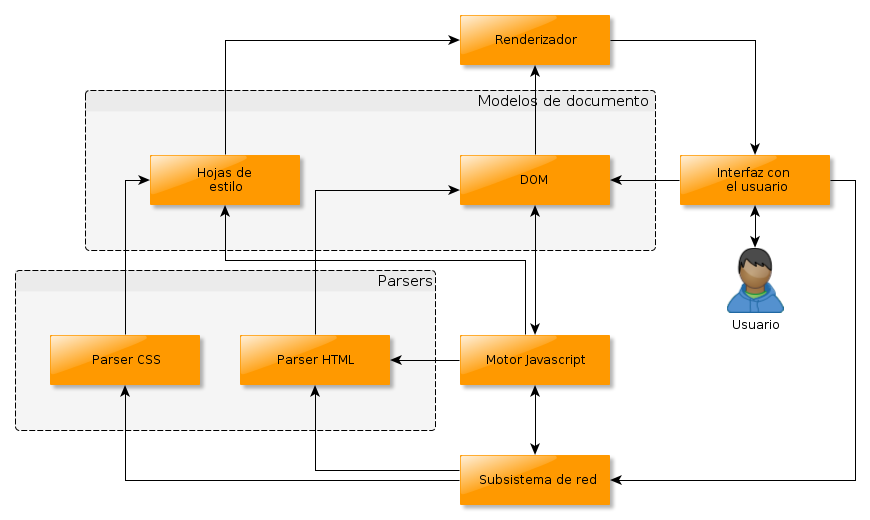 Renderizador
Modelos de documento
Hojas de
estilo
DOM
Interfaz con
el usuario
Usuario
Parsers
Parser CSS
Parser HTML
Motor Javascript
Subsistema de red